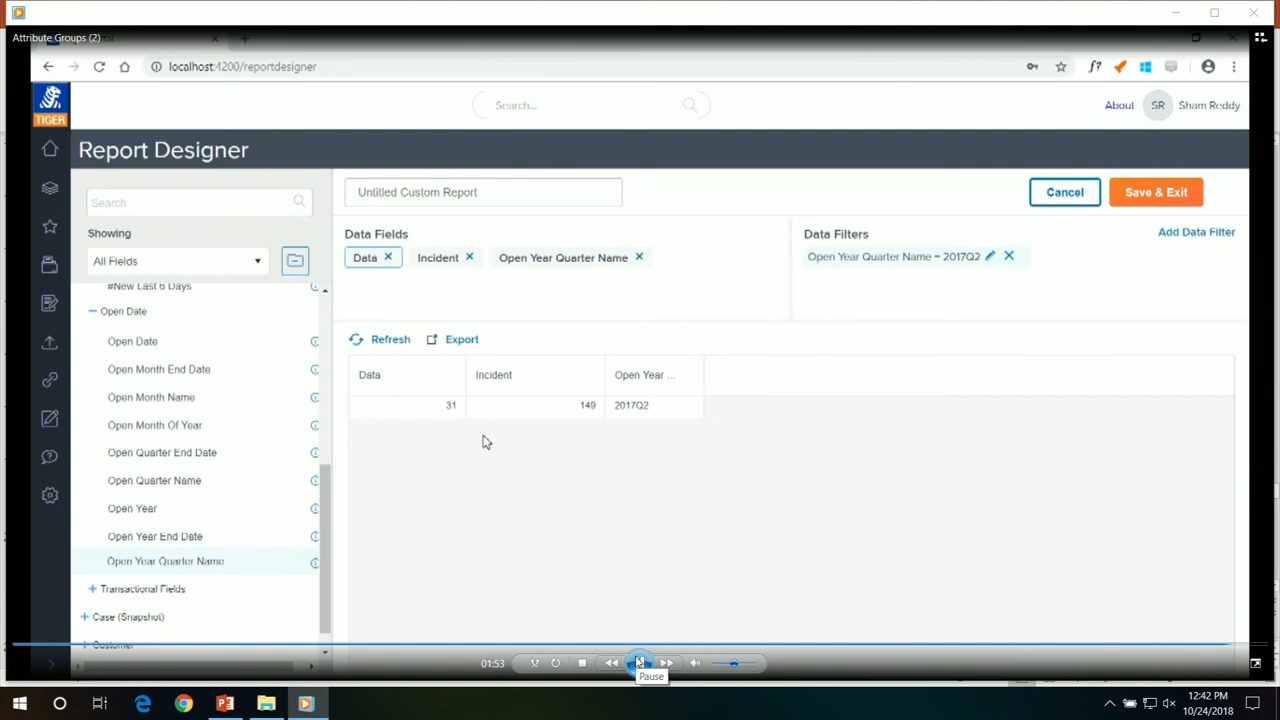 Attribute Groups (2)
localhost:4200/reportdesigner
f?
TIGER
Search...
About
SR
Sham Reddy
Report Designer
Search
Untitled Custom Report
Cancel
Save & Exit
Showing
All Fields
Data Fields
Data
Incident
Open Year Quarter Name
Data Filters
Add Data Filter
Open Year Quarter Name = 2017Q2
#New Last 6 Days
Open Date
Open Date
Open Month End Date
Open Month Name
Open Month Of Year
Open Quarter End Date
Open Quarter Name
Open Year
Open Year End Date
Open Year Quarter Name
Transactional Fields
Case (Snapshot)
Customer
Refresh
Export
Data
Incident
Open Year ...
31
149
2017Q2
01:53
Pause
12:42 PM
10/24/2018